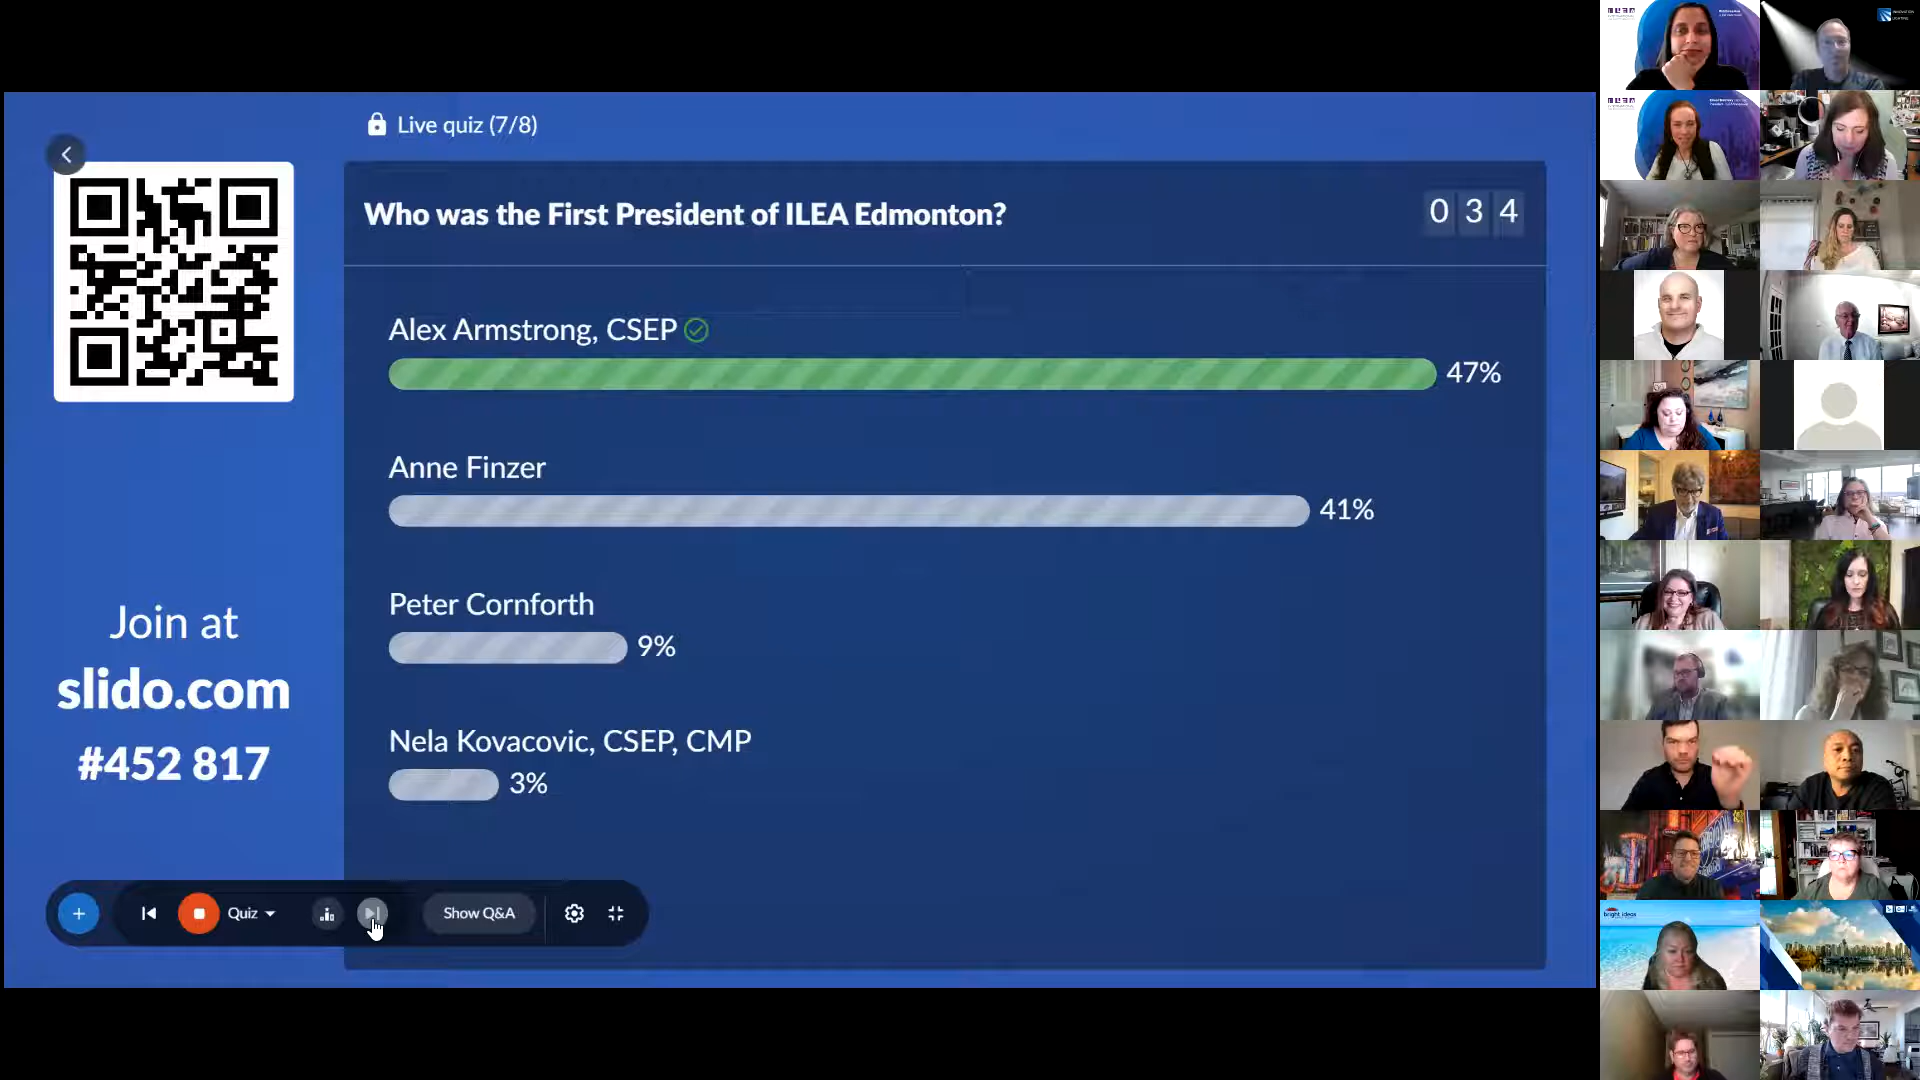 Live quiz (7/8)
Who was the First President of ILEA Edmonton?
0 3 4
Alex Armstrong, CSEP
47%
Anne Finzer
41%
Peter Cornforth
9%
Nela Kovacovic, CSEP, CMP
3%
Join at
slido.com
#452 817
Quiz
Show Q&A
bright ideas